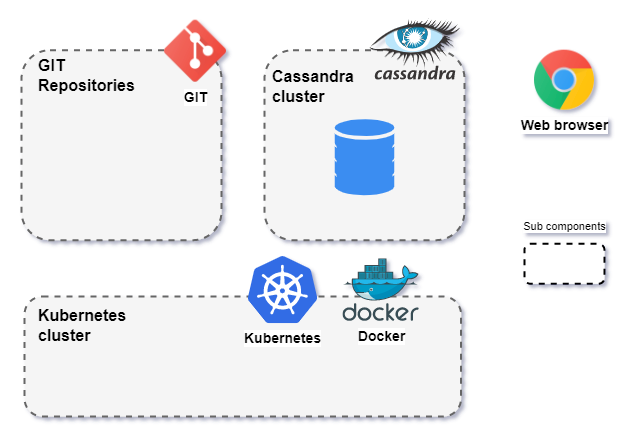 GIT
Repositories
GIT
Cassandra
cluster
cassandra
Web browser
Sub components
Kubernetes
cluster
Kubernetes
docker
Docker